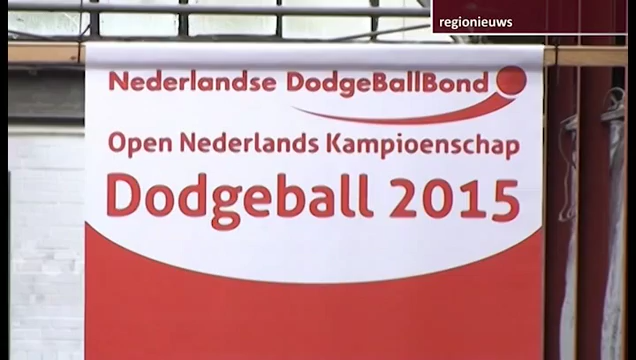 regionieuws
Nederlandse DodgeBallBond
Open Nederlands Kampioenschap
Dodgeball 2015